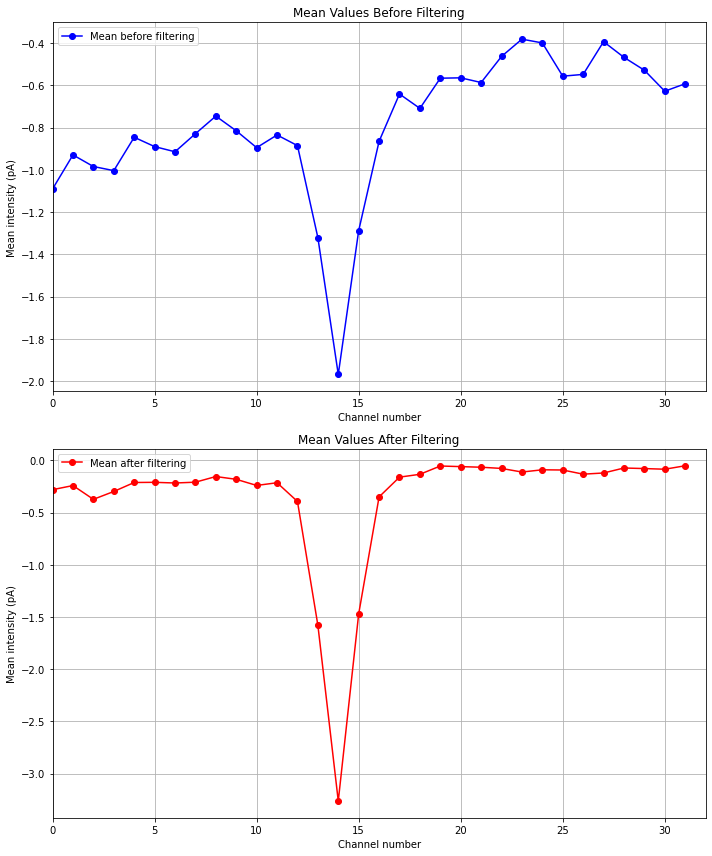 Mean Values Before Filtering
Mean before filtering
Mean intensity (pA)
−0.4
−0.6
−0.8
−1.0
−1.2
−1.4
−1.6
−1.8
−2.0
0 5 10 15 20 25 30
Channel number
Mean Values After Filtering
Mean after filtering
Mean intensity (pA)
0.0
−0.5
−1.0
−1.5
−2.0
−2.5
−3.0
0 5 10 15 20 25 30
Channel number